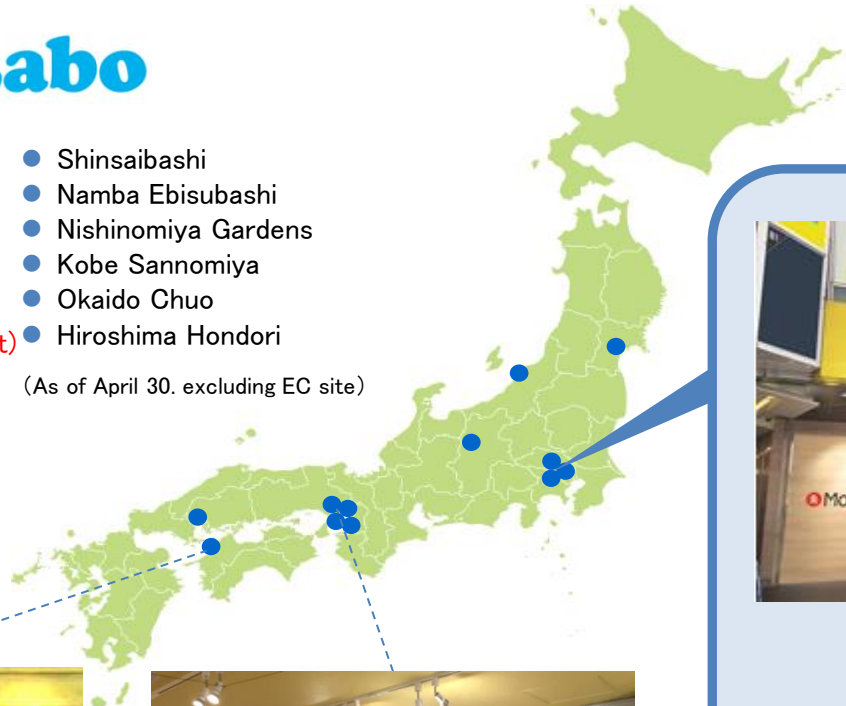 abo
Shinsaibashi
Namba Ebisubashi
Nishinomiya Gardens
Kobe Sannomiya
Okaido Chuo
t)
Hiroshima Hondori
(As of April 30. excluding EC site)
Mo